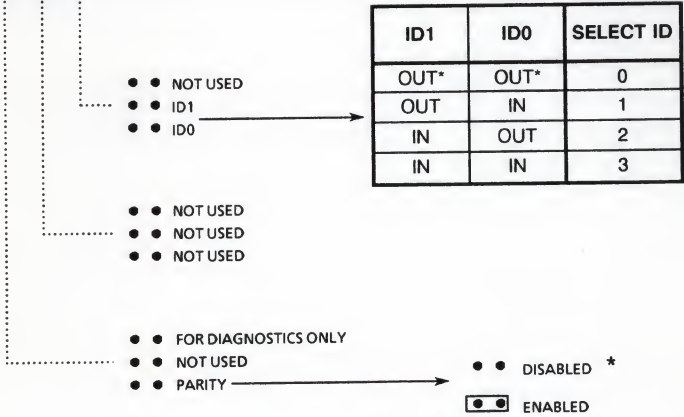 ID1 ID0 SELECT ID
OUT* OUT* 0
OUT IN 1
IN OUT 2
IN IN 3
NOT USED
ID1
ID0
NOT USED
NOT USED
NOT USED
FOR DIAGNOSTICS ONLY
NOT USED
PARITY
DISABLED *
ENABLED